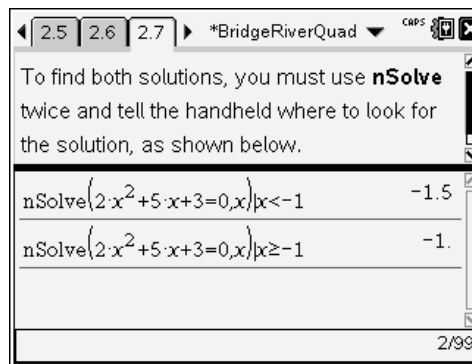 2.5 2.6 2.7 *BridgeRiverQuad CAPS
To find both solutions, you must use nSolve
twice and tell the handheld where to look for
the solution, as shown below.
nSolve(2·x²+5·x+3=0,x)|x<-1 -1.5
nSolve(2·x²+5·x+3=0,x)|x≥-1 -1.
2/99